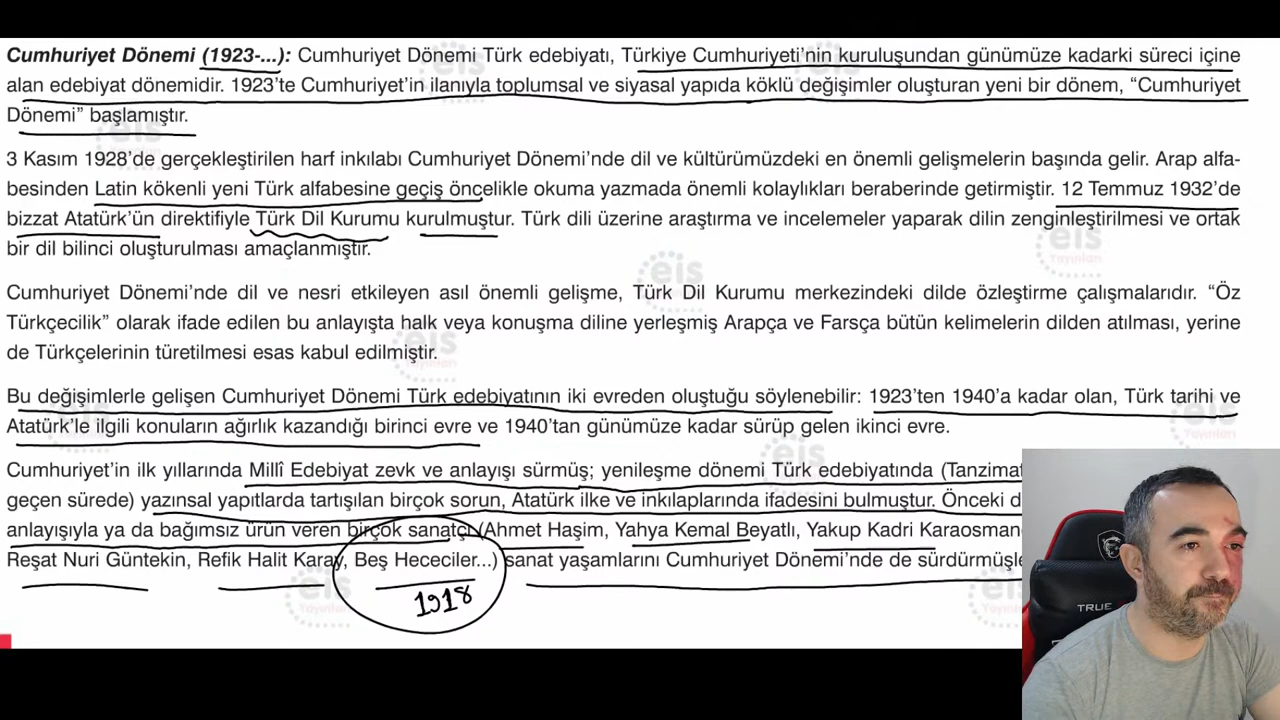 Cumhuriyet Dönemi (1923-...): Cumhuriyet Dönemi Türk edebiyatı, Türkiye Cumhuriyeti’nin kuruluşundan günümüze kadarki süreci içine
alan edebiyat dönemidir. 1923’te Cumhuriyet’in ilanıyla toplumsal ve siyasal yapıda köklü değişimler oluşturan yeni bir dönem, “Cumhuriyet
Dönemi” başlamıştır.
3 Kasım 1928’de gerçekleştirilen harf inkılabı Cumhuriyet Dönemi’nde dil ve kültürümüzdeki en önemli gelişmelerin başında gelir. Arap alfa-
besinden Latin kökenli yeni Türk alfabesine geçiş öncelikle okuma yazmada önemli kolaylıkları beraberinde getirmiştir. 12 Temmuz 1932’de
bizzat Atatürk’ün direktifiyle Türk Dil Kurumu kurulmuştur. Türk dili üzerine araştırma ve incelemeler yaparak dilin zenginleştirilmesi ve ortak
bir dil bilinci oluşturulması amaçlanmıştır.
Cumhuriyet Dönemi’nde dil ve nesri etkileyen asıl önemli gelişme, Türk Dil Kurumu merkezindeki dilde özleştirme çalışmalarıdır. “Öz
Türkçecilik” olarak ifade edilen bu anlayışta halk veya konuşma diline yerleşmiş Arapça ve Farsça bütün kelimelerin dilden atılması, yerine
de Türkçelerinin türetilmesi esas kabul edilmiştir.
Bu değişimlerle gelişen Cumhuriyet Dönemi Türk edebiyatının iki evreden oluştuğu söylenebilir: 1923’ten 1940’a kadar olan, Türk tarihi ve
Atatürk’le ilgili konuların ağırlık kazandığı birinci evre ve 1940’tan günümüze kadar sürüp gelen ikinci evre.
Cumhuriyet’in ilk yıllarında Millî Edebiyat zevk ve anlayışı sürmüş; yenileşme dönemi Türk edebiyatında (Tanzimat
geçen sürede) yazınsal yapıtlarda tartışılan birçok sorun, Atatürk ilke ve inkılaplarında ifadesini bulmuştur. Önceki d
anlayışıyla ya da bağımsız ürün veren birçok sanatçı (Ahmet Haşim, Yahya Kemal Beyatlı, Yakup Kadri Karaosman
Reşat Nuri Güntekin, Refik Halit Karay, Beş Hececiler...) sanat yaşamlarını Cumhuriyet Dönemi’nde de sürdürmüşle
1918
TRUE
eis
Yayınları